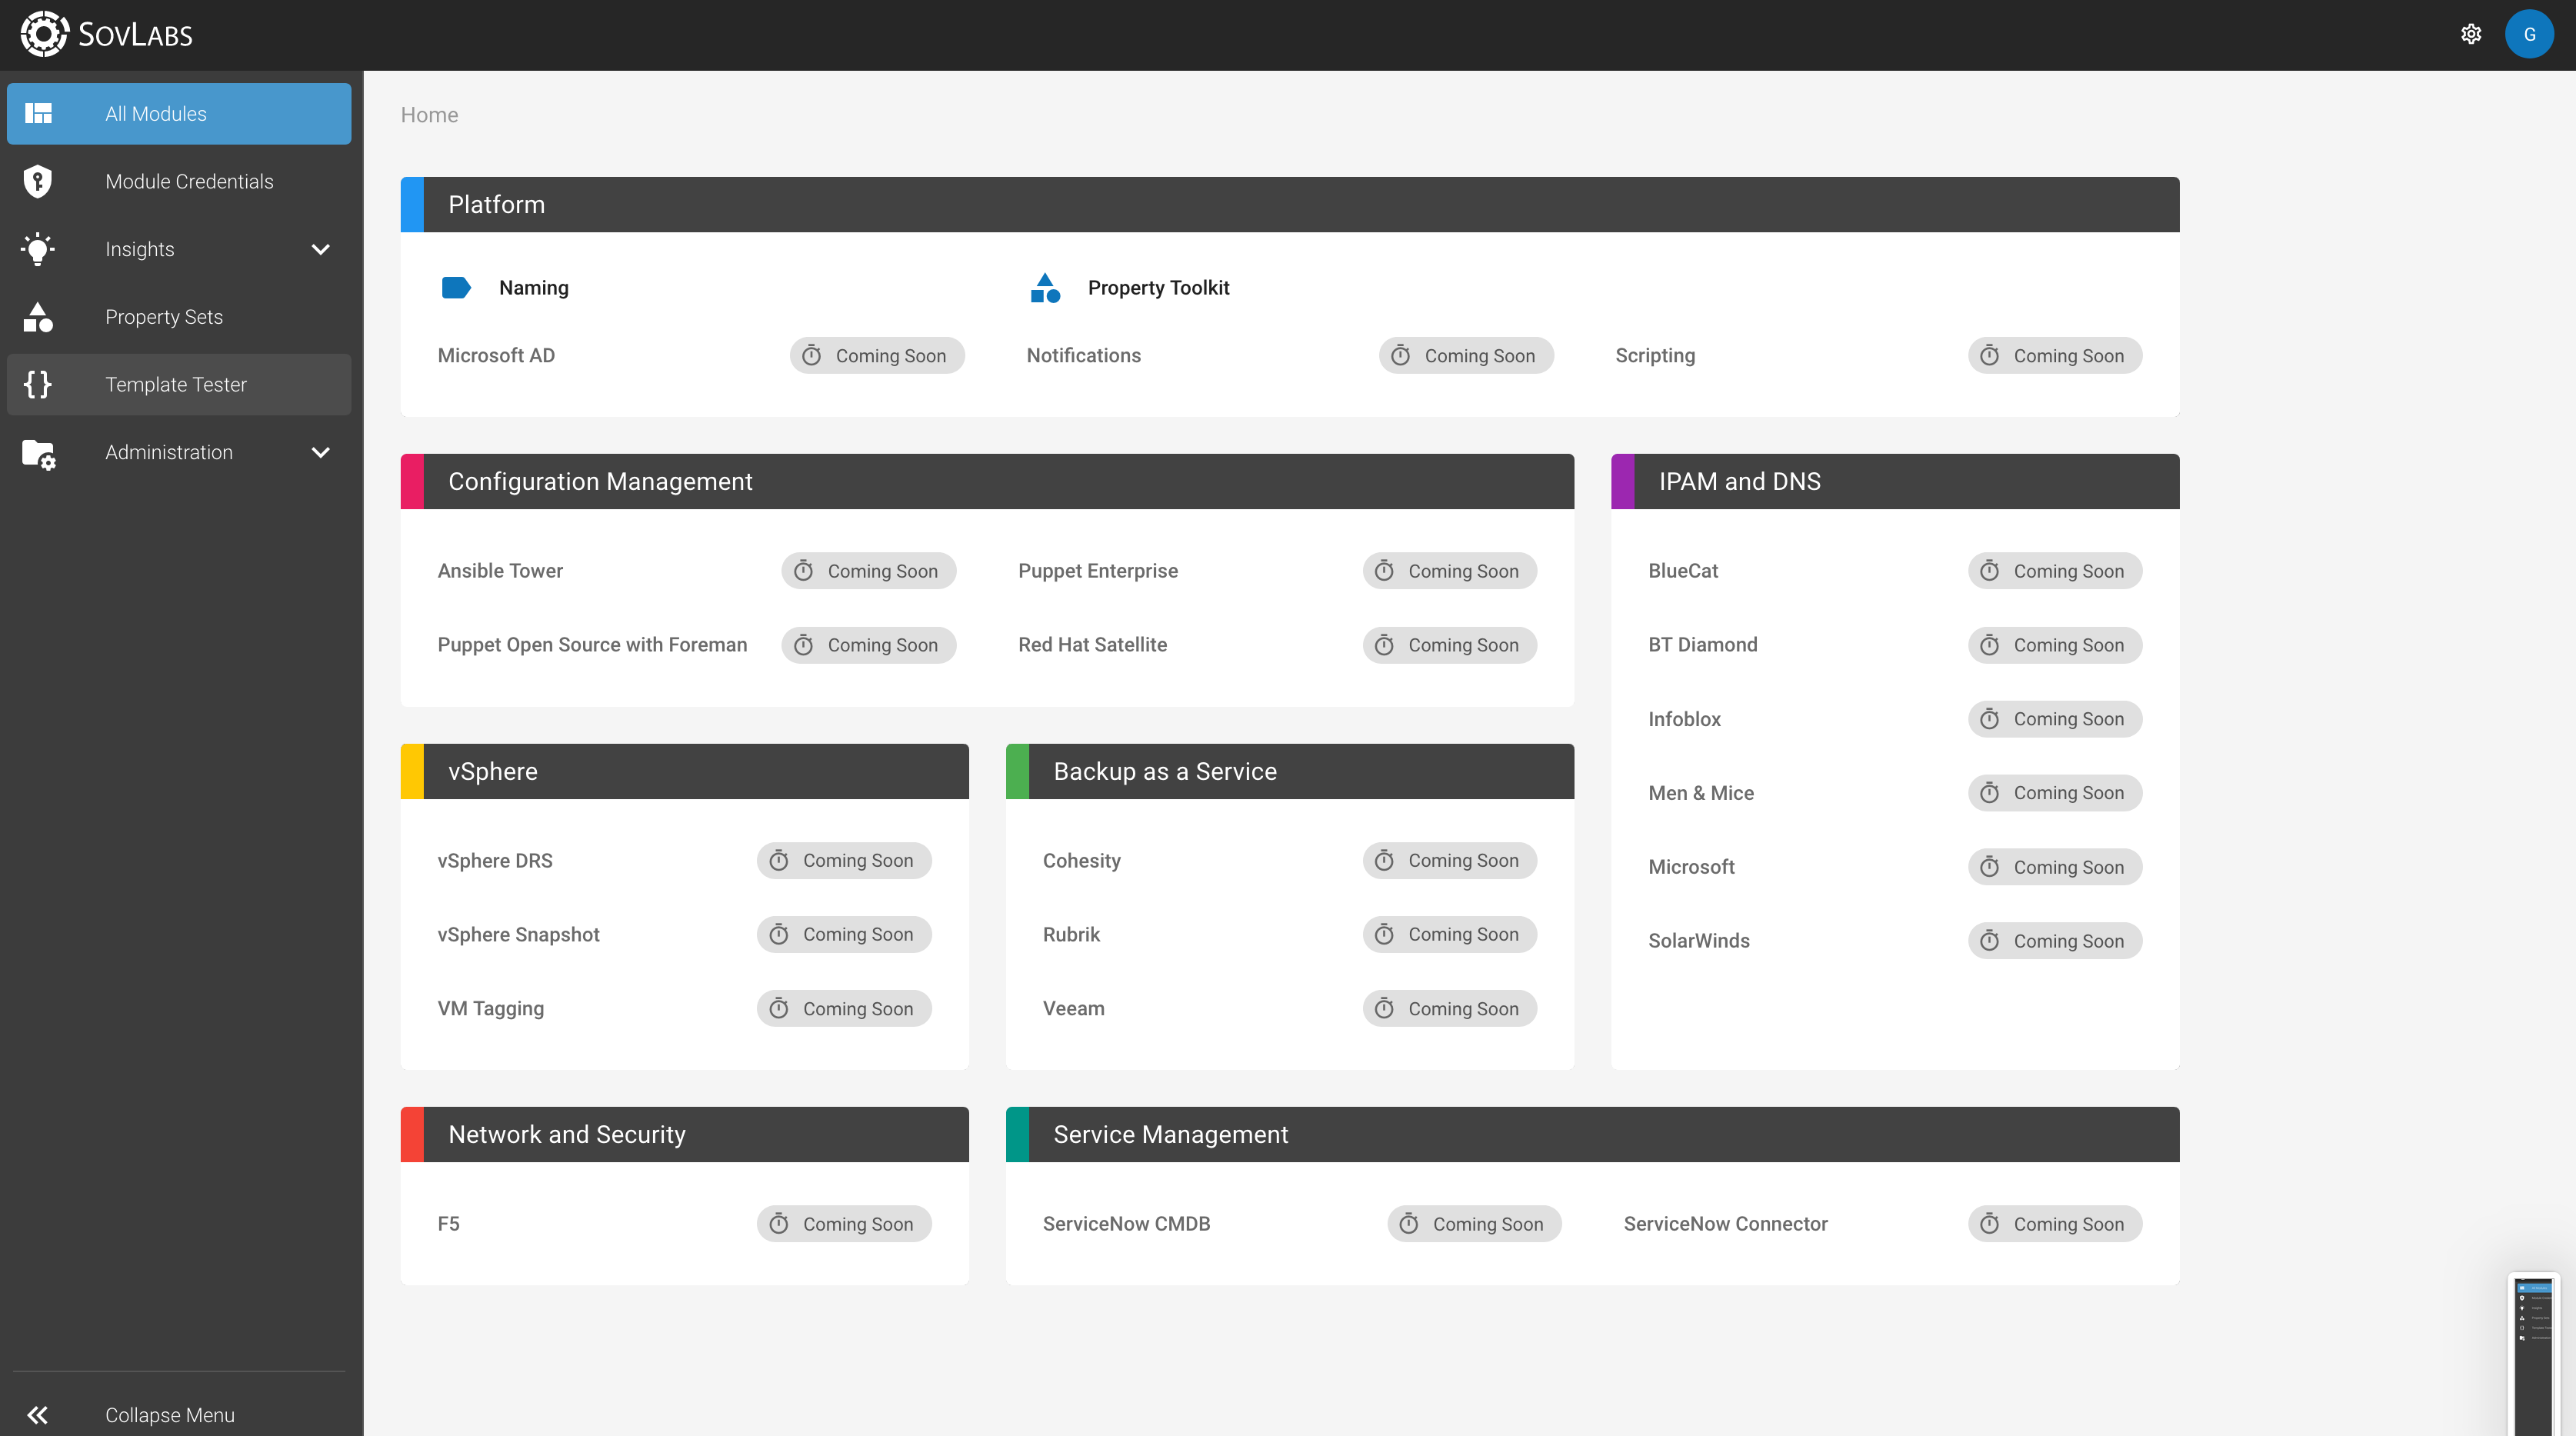 SOVLABS
G
All Modules
Module Credentials
Insights
Property Sets
Template Tester
Administration
Collapse Menu
Home
Platform
Naming
Property Toolkit
Microsoft AD Coming Soon
Notifications Coming Soon
Scripting Coming Soon
Configuration Management
Ansible Tower Coming Soon
Puppet Enterprise Coming Soon
Puppet Open Source with Foreman Coming Soon
Red Hat Satellite Coming Soon
IPAM and DNS
BlueCat Coming Soon
BT Diamond Coming Soon
Infoblox Coming Soon
Men & Mice Coming Soon
Microsoft Coming Soon
SolarWinds Coming Soon
vSphere
vSphere DRS Coming Soon
vSphere Snapshot Coming Soon
VM Tagging Coming Soon
Backup as a Service
Cohesity Coming Soon
Rubrik Coming Soon
Veeam Coming Soon
Network and Security
F5 Coming Soon
Service Management
ServiceNow CMDB Coming Soon
ServiceNow Connector Coming Soon